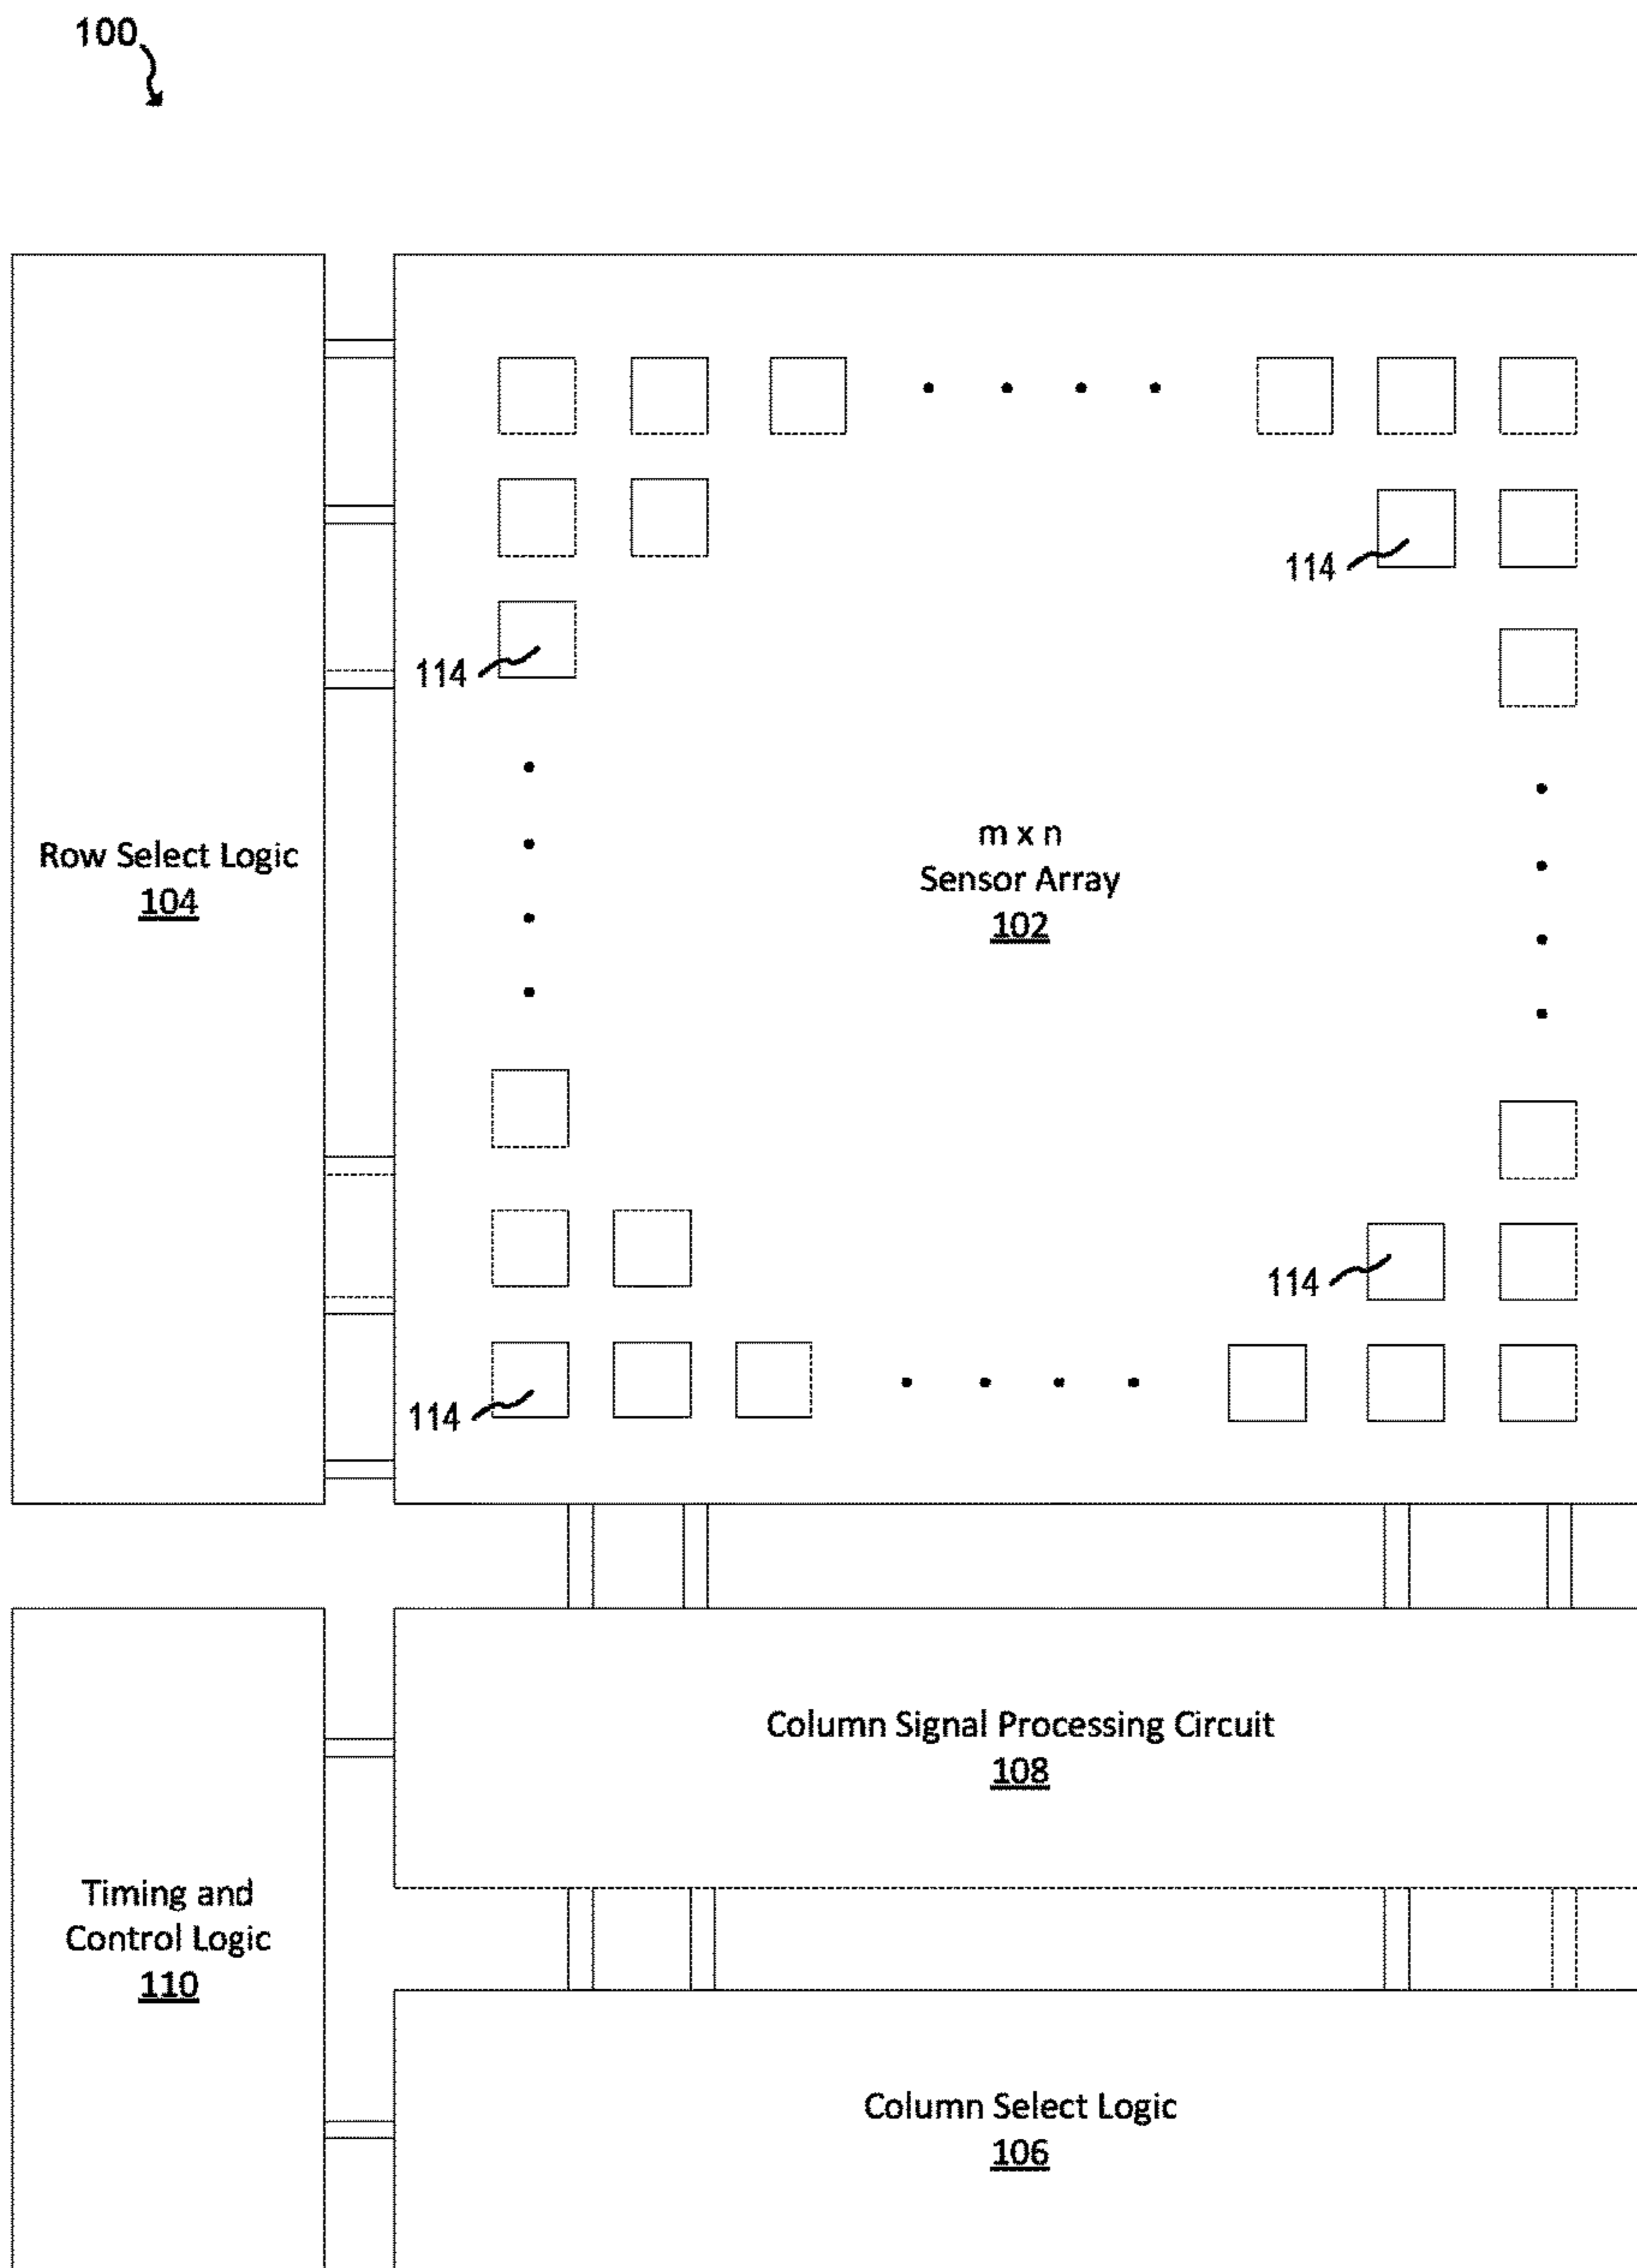 100
114
114
Row Select Logic
104
m x n
Sensor Array
102
114
114
Column Signal Processing Circuit
108
Timing and
Control Logic
110
Column Select Logic
106